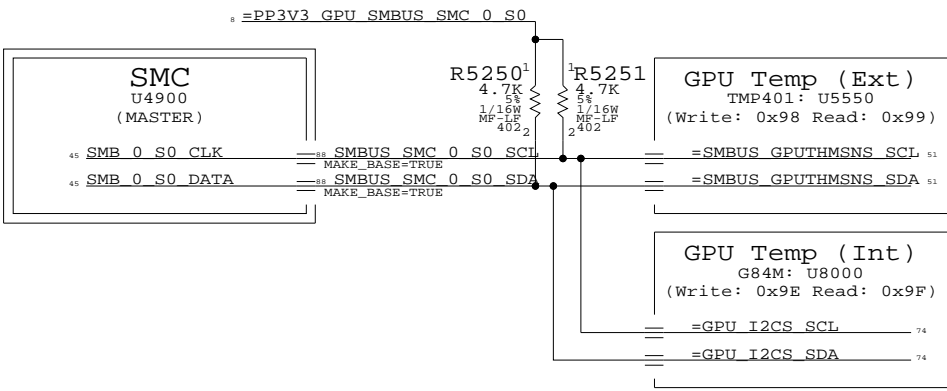 8 =PP3V3_GPU_SMBUS_SMC_0_S0
SMC
U4900
(MASTER)
45 SMB_0_S0_CLK
45 SMB_0_S0_DATA
88 SMBUS_SMC_0_S0_SCL
MAKE_BASE=TRUE
88 SMBUS_SMC_0_S0_SDA
MAKE_BASE=TRUE
R5250 1
4.7K
5%
1/16W
MF-LF
402 2
1 R5251
4.7K
5%
1/16W
MF-LF
2 402
GPU Temp (Ext)
TMP401: U5550
(Write: 0x98 Read: 0x99)
=SMBUS_GPUTHMSNS_SCL 51
=SMBUS_GPUTHMSNS_SDA 51
GPU Temp (Int)
G84M: U8000
(Write: 0x9E Read: 0x9F)
=GPU_I2CS_SCL 74
=GPU_I2CS_SDA 74